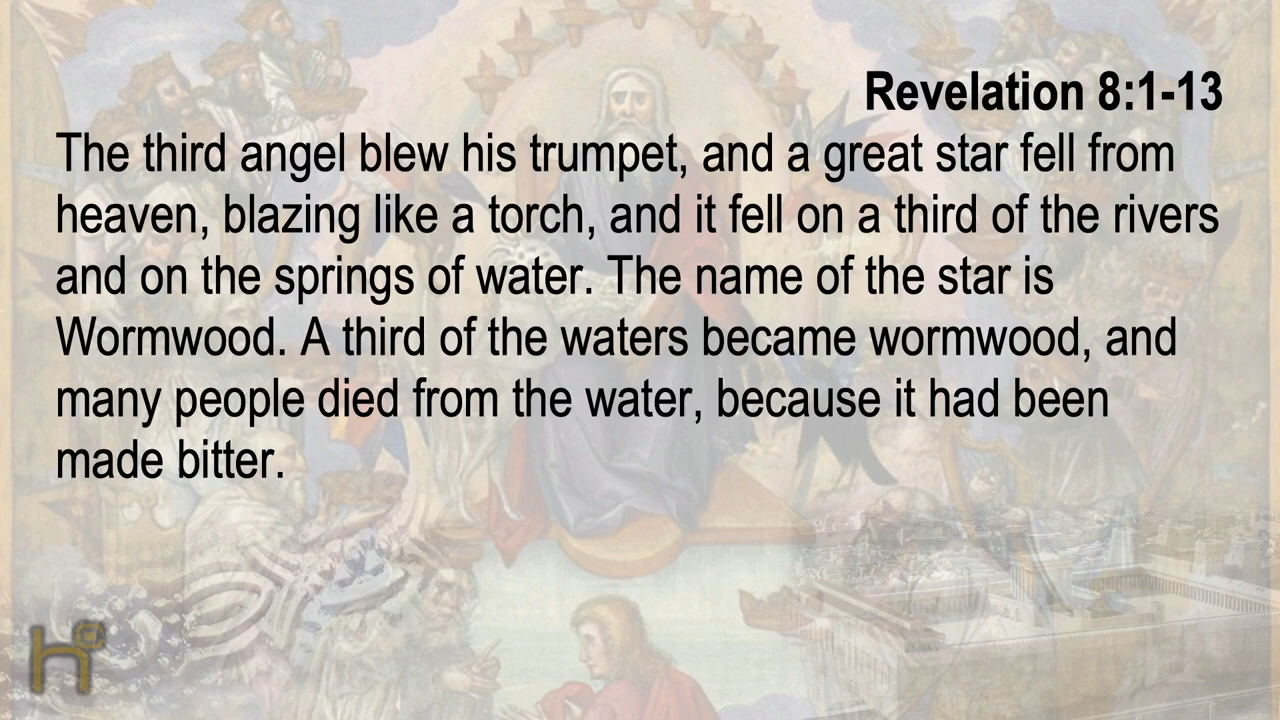 Revelation 8:1-13
The third angel blew his trumpet, and a great star fell from
heaven, blazing like a torch, and it fell on a third of the rivers
and on the springs of water. The name of the star is
Wormwood. A third of the waters became wormwood, and
many people died from the water, because it had been
made bitter.